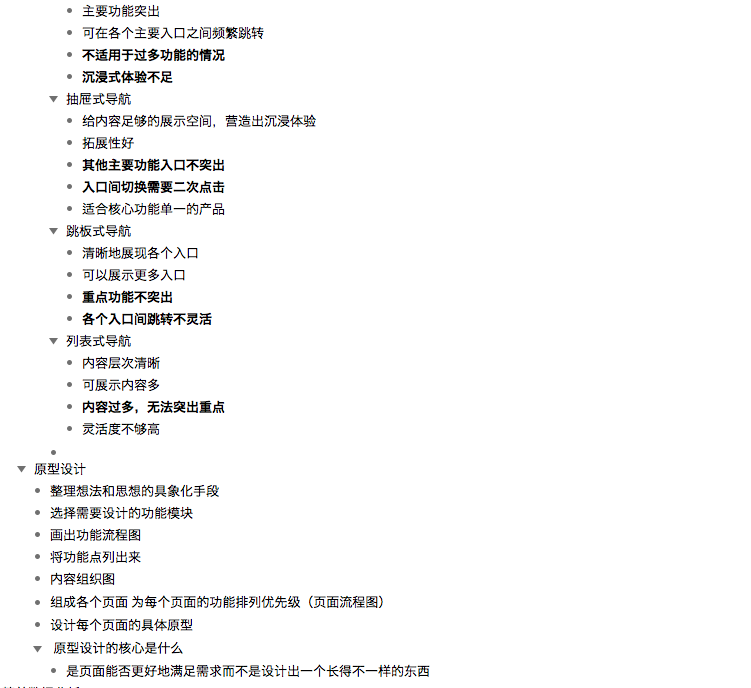 主要功能突出
可在各个主要入口之间频繁跳转
不适用于过多功能的情况
沉浸式体验不足
抽屉式导航
给内容足够的展示空间，营造出沉浸体验
拓展性好
其他主要功能入口不突出
入口间切换需要二次点击
适合核心功能单一的产品
跳板式导航
清晰地展现各个入口
可以展示更多入口
重点功能不突出
各个入口间跳转不灵活
列表式导航
内容层次清晰
可展示内容多
内容过多，无法突出重点
灵活度不够高
原型设计
整理想法和思想的具象化手段
选择需要设计的功能模块
画出功能流程图
将功能点列出来
内容组织图
组成各个页面 为每个页面的功能排列优先级（页面流程图）
设计每个页面的具体原型
原型设计的核心是什么
是页面能否更好地满足需求而不是设计出一个长得不一样的东西